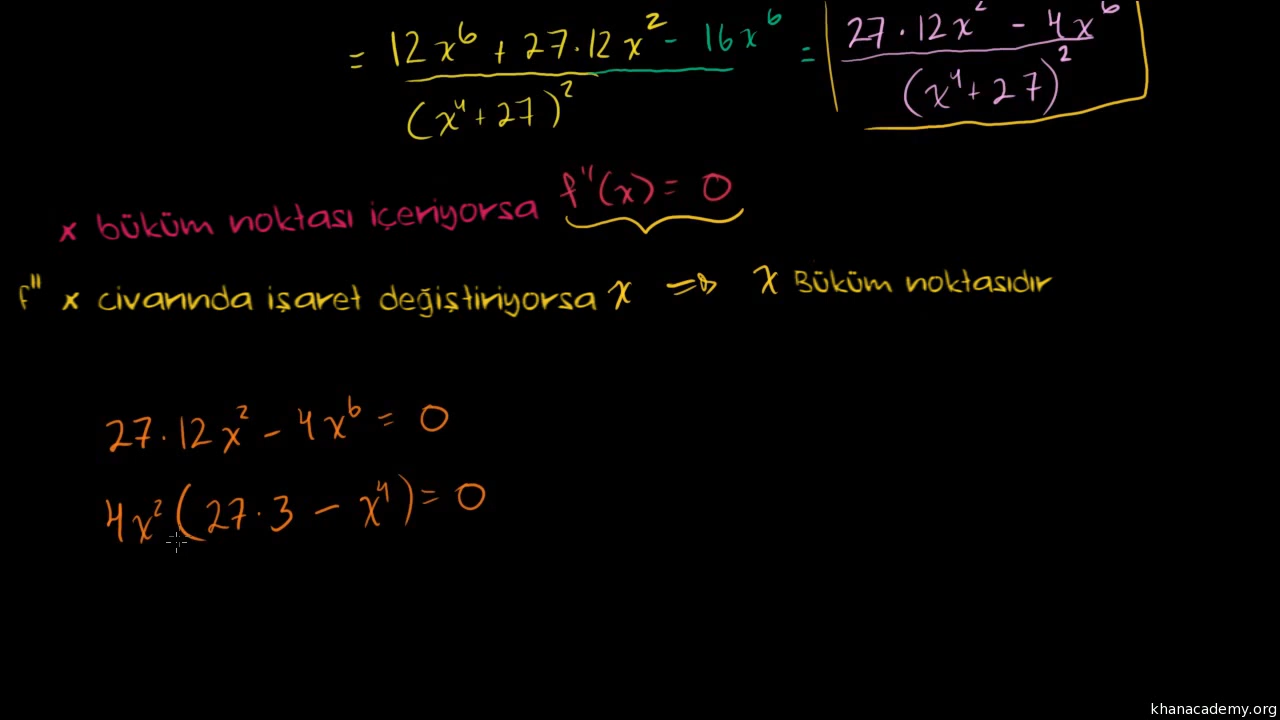 = 12x⁶ + 27·12x² - 16x⁶ / (x⁴ + 27)² = 27·12x² - 4x⁶ / (x⁴ + 27)²
x büküm noktası içeriyorsa f''(x) = 0
f'' x civarında işaret değiştiriyorsa x ⇒ x Büküm noktasıdır
27·12x² - 4x⁶ = 0
4x²(27·3 - x⁴) = 0
khanacademy.org